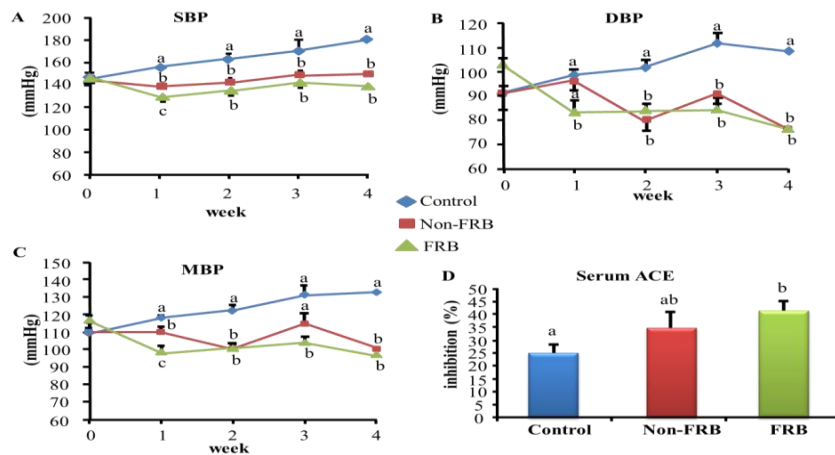 A
SBP
200
180
160
140
120
100
80
60
(mmHg)
a
a
a
a
b
b
b
b
c
b
b
b
0 1 2 3 4
week
B
DBP
120
110
100
90
80
70
60
(mmHg)
a
a
a
a
a
b
b
b
b
b
b
b
0 1 2 3 4
week
Control
Non-FRB
FRB
C
MBP
150
140
130
120
110
100
90
80
70
60
(mmHg)
a
a
a
a
b
b
a
b
c
b
b
b
0 1 2 3 4
week
D
Serum ACE
50
45
40
35
30
25
20
15
10
5
0
inhibition (%)
a
ab
b
Control Non-FRB FRB